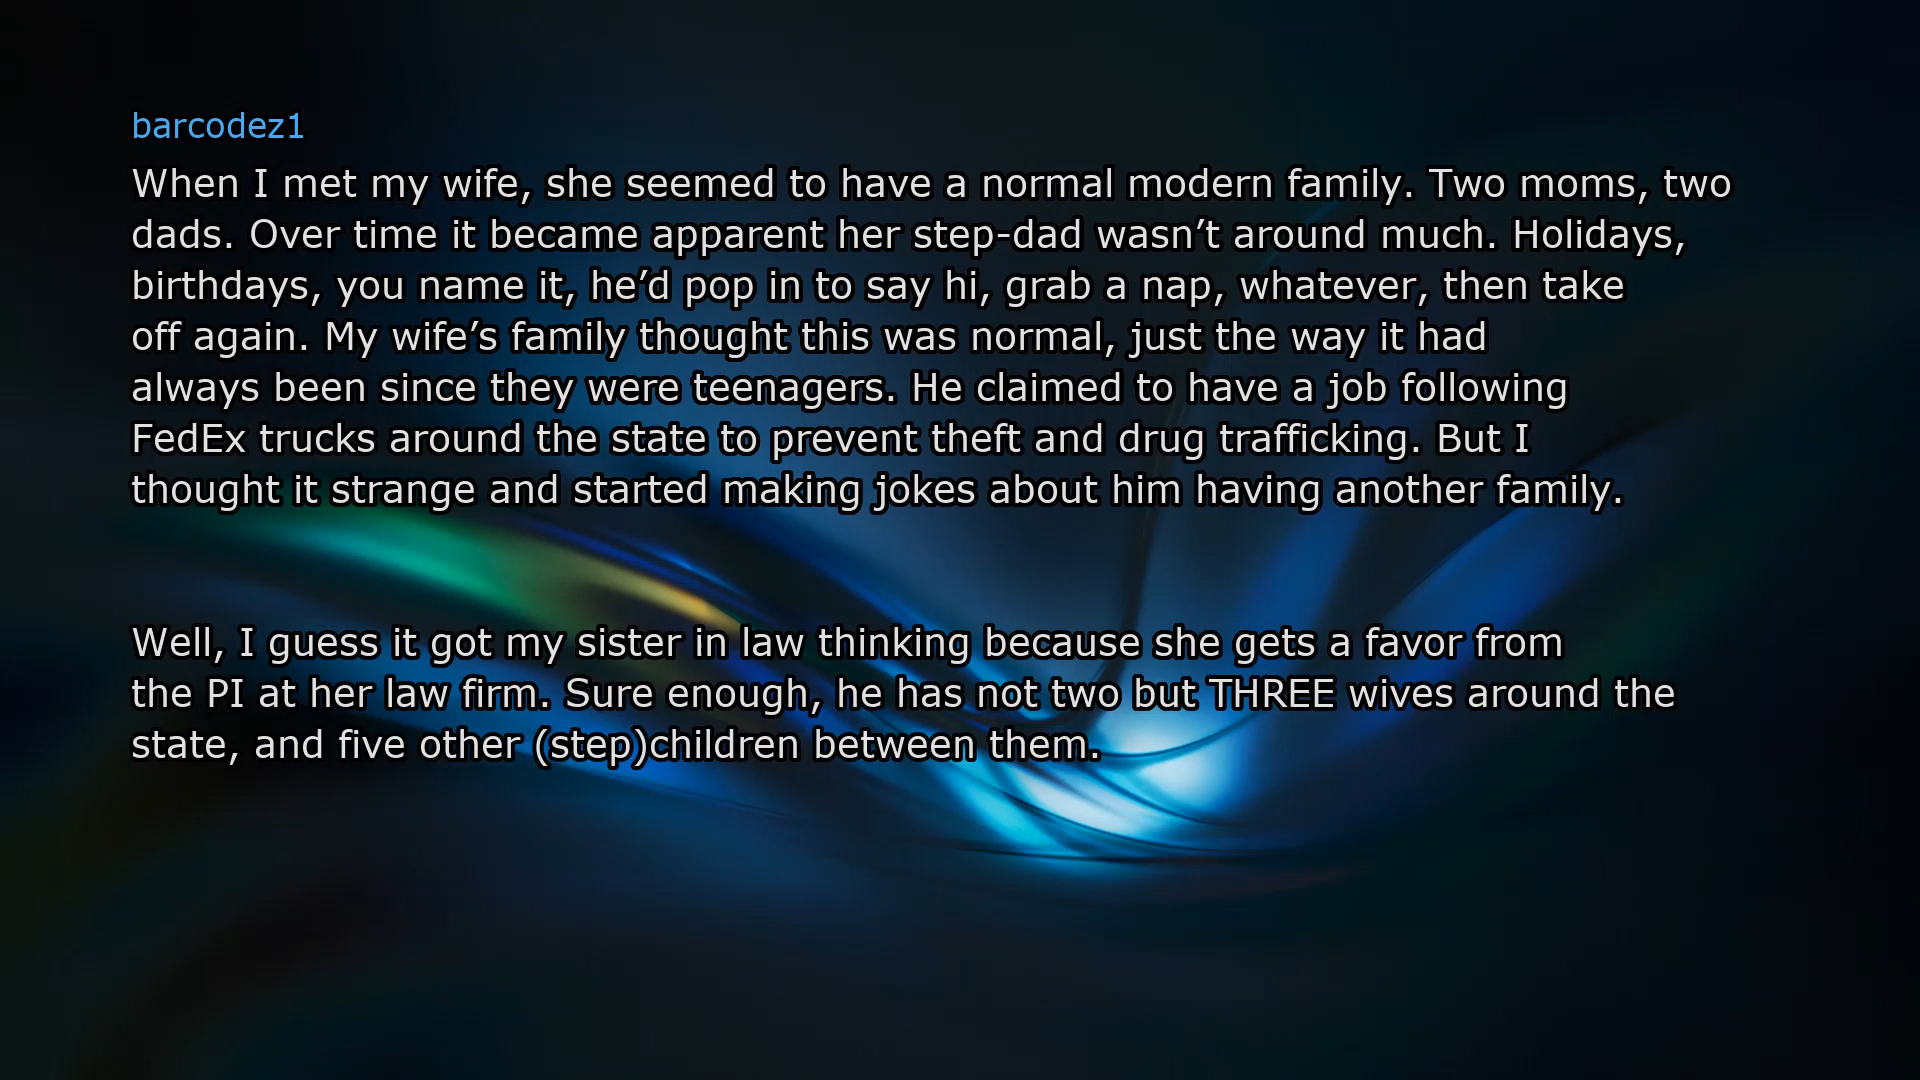 barcodez1
When I met my wife, she seemed to have a normal modern family. Two moms, two
dads. Over time it became apparent her step-dad wasn’t around much. Holidays,
birthdays, you name it, he’d pop in to say hi, grab a nap, whatever, then take
off again. My wife’s family thought this was normal, just the way it had
always been since they were teenagers. He claimed to have a job following
FedEx trucks around the state to prevent theft and drug trafficking. But I
thought it strange and started making jokes about him having another family.
Well, I guess it got my sister in law thinking because she gets a favor from
the PI at her law firm. Sure enough, he has not two but THREE wives around the
state, and five other (step)children between them.